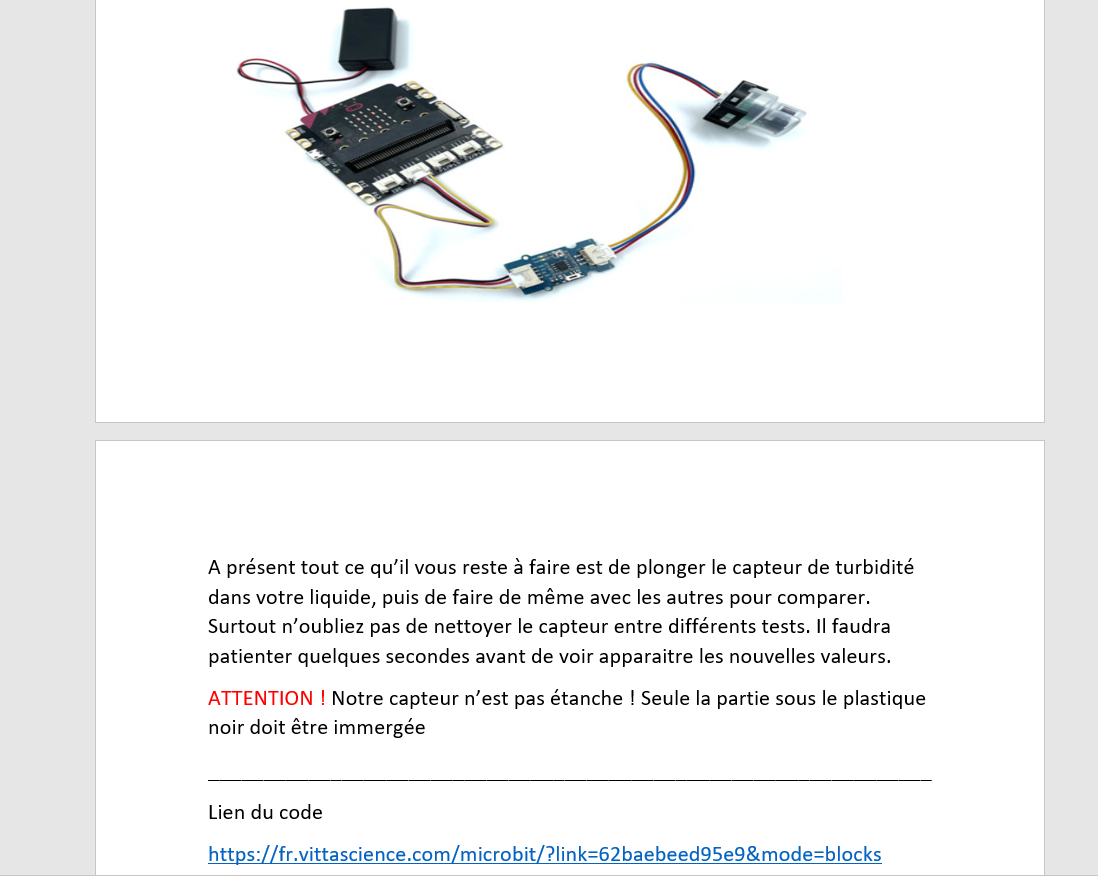 A présent tout ce qu’il vous reste à faire est de plonger le capteur de turbidité
dans votre liquide, puis de faire de même avec les autres pour comparer.
Surtout n’oubliez pas de nettoyer le capteur entre différents tests. Il faudra
patienter quelques secondes avant de voir apparaitre les nouvelles valeurs.
ATTENTION ! Notre capteur n’est pas étanche ! Seule la partie sous le plastique
noir doit être immergée
Lien du code
https://fr.vittascience.com/microbit/?link=62baebeed95e9&mode=blocks